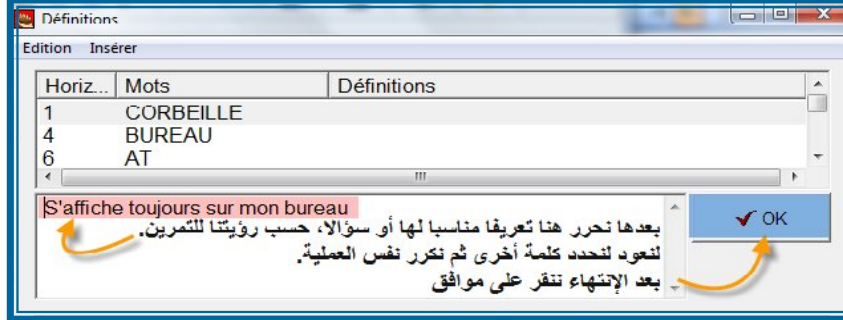 Définitions
Edition Insérer
Horiz... Mots Définitions
1 CORBEILLE
4 BUREAU
6 AT
S'affiche toujours sur mon bureau
بعدها نحرر هنا تعريفا مناسبا لها أو سؤالا، حسب رؤيتنا للتمرين.
لنعود لنحدد كلمة أخرى ثم نكرر نفس العملية.
بعد الإنتهاء ننقر على موافق
OK